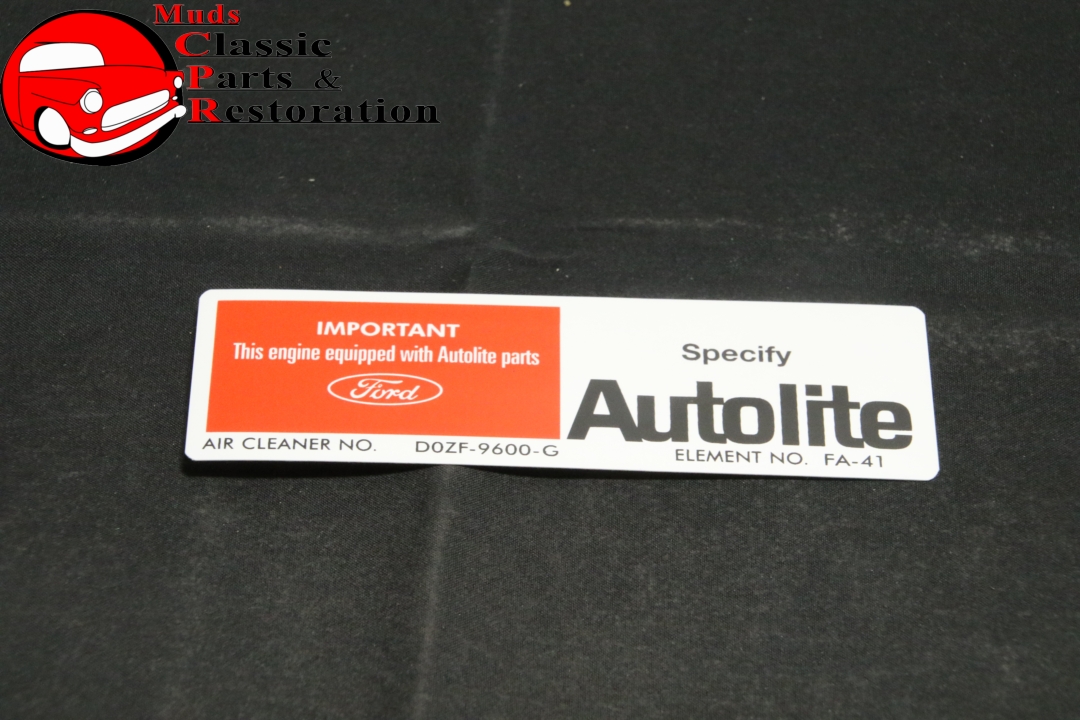 Muds
Classic
Parts &
Restoration
IMPORTANT
This engine equipped with Autolite parts
Ford
AIR CLEANER NO. D0ZF-9600-G
Specify
Autolite
ELEMENT NO. FA-41